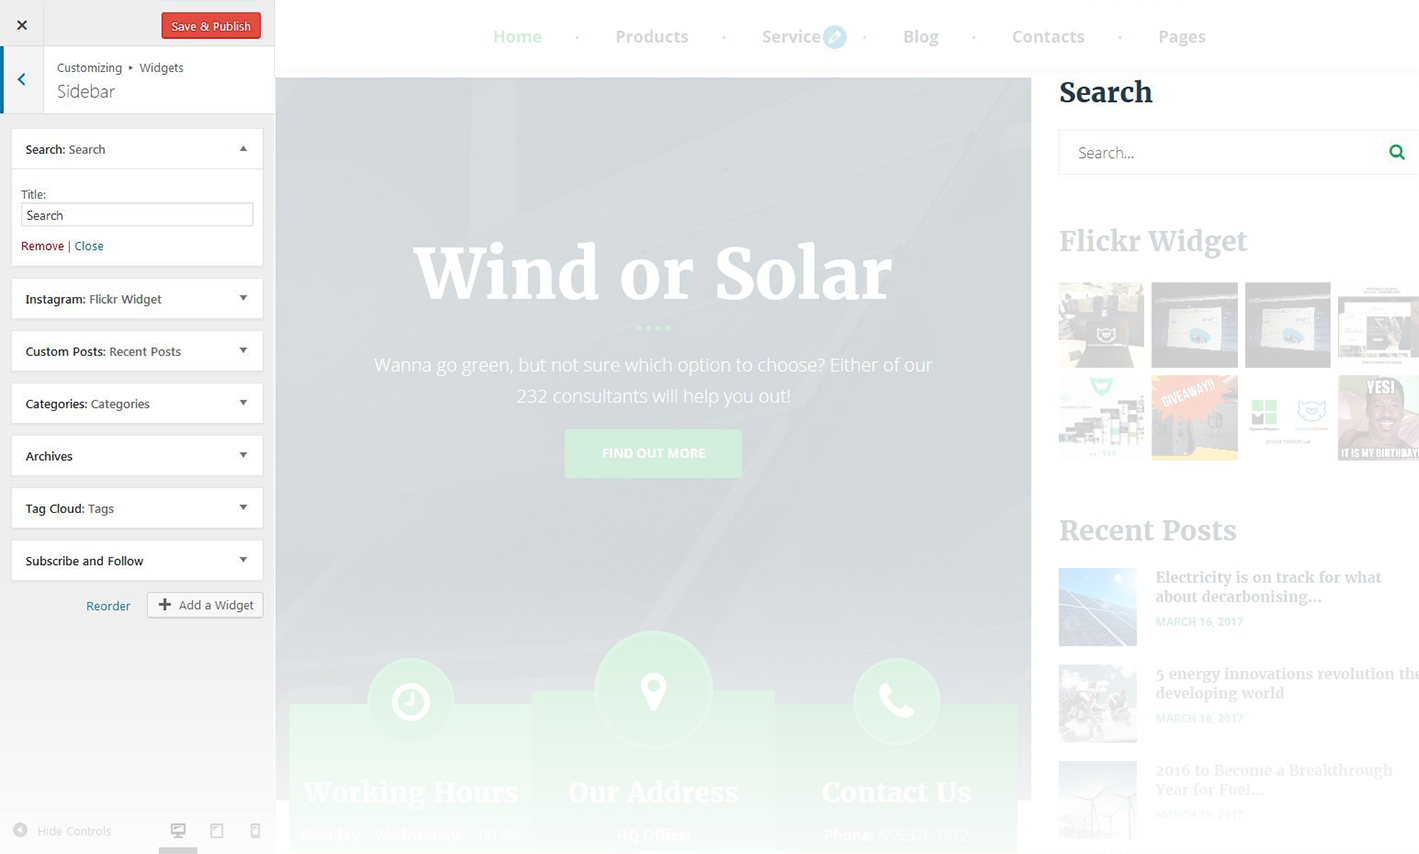 Save & Publish
Customizing ▸ Widgets
Sidebar
Search: Search
Title:
Search
Remove | Close
Instagram: Flickr Widget
Custom Posts: Recent Posts
Categories: Categories
Archives
Tag Cloud: Tags
Subscribe and Follow
Reorder
Add a Widget
Hide Controls
Home • Products • Service • Blog • Contacts • Pages
Wind or Solar
Wanna go green, but not sure which option to choose? Either of our
232 consultants will help you out!
FIND OUT MORE
Working Hours
Monday - Wednesday: 8:00AM
Our Address
HQ Office:
Contact Us
Phone: 555.376.7872
Search
Search...
Flickr Widget
GIVEAWAY!!
YES!
IT IS MY BIRTHDAY
Recent Posts
Electricity is on track for what
about decarbonising...
MARCH 16, 2017
5 energy innovations revolution the
developing world
MARCH 16, 2017
2016 to Become a Breakthrough
Year for Fuel...
MARCH 16, 2017